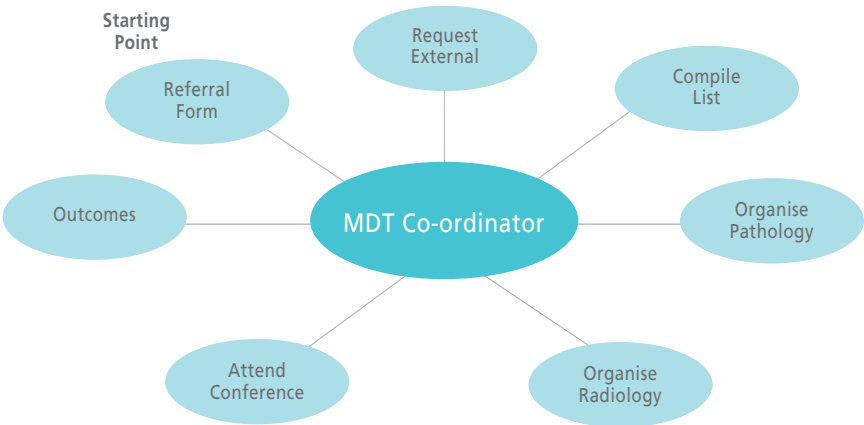 Starting
Point
Referral
Form
Request
External
Compile
List
Organise
Pathology
Organise
Radiology
Attend
Conference
Outcomes
MDT Co-ordinator